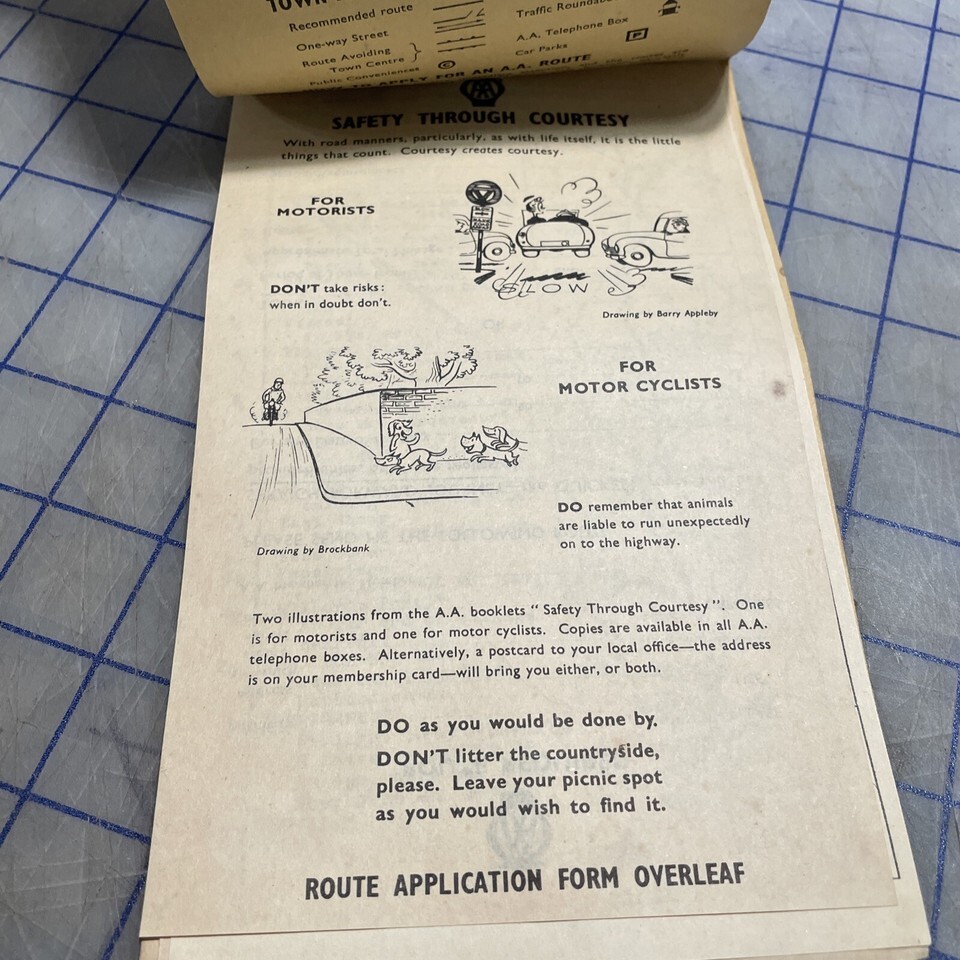 TOWN
Recommended route
One-way Street
Route Avoiding
Town Centre }
Public Conveniences
Traffic Roundabout
A.A. Telephone Box
Car Parks P
TO APPLY FOR AN A.A. ROUTE
AA
SAFETY THROUGH COURTESY
With road manners, particularly, as with life itself, it is the little
things that count. Courtesy creates courtesy.
FOR
MOTORISTS
SLOW
DON'T take risks:
when in doubt don't.
Drawing by Barry Appleby
FOR
MOTOR CYCLISTS
DO remember that animals
are liable to run unexpectedly
on to the highway.
Drawing by Brockbank
Two illustrations from the A.A. booklets "Safety Through Courtesy". One
is for motorists and one for motor cyclists. Copies are available in all A.A.
telephone boxes. Alternatively, a postcard to your local office—the address
is on your membership card—will bring you either, or both.
DO as you would be done by.
DON'T litter the countryside,
please. Leave your picnic spot
as you would wish to find it.
ROUTE APPLICATION FORM OVERLEAF